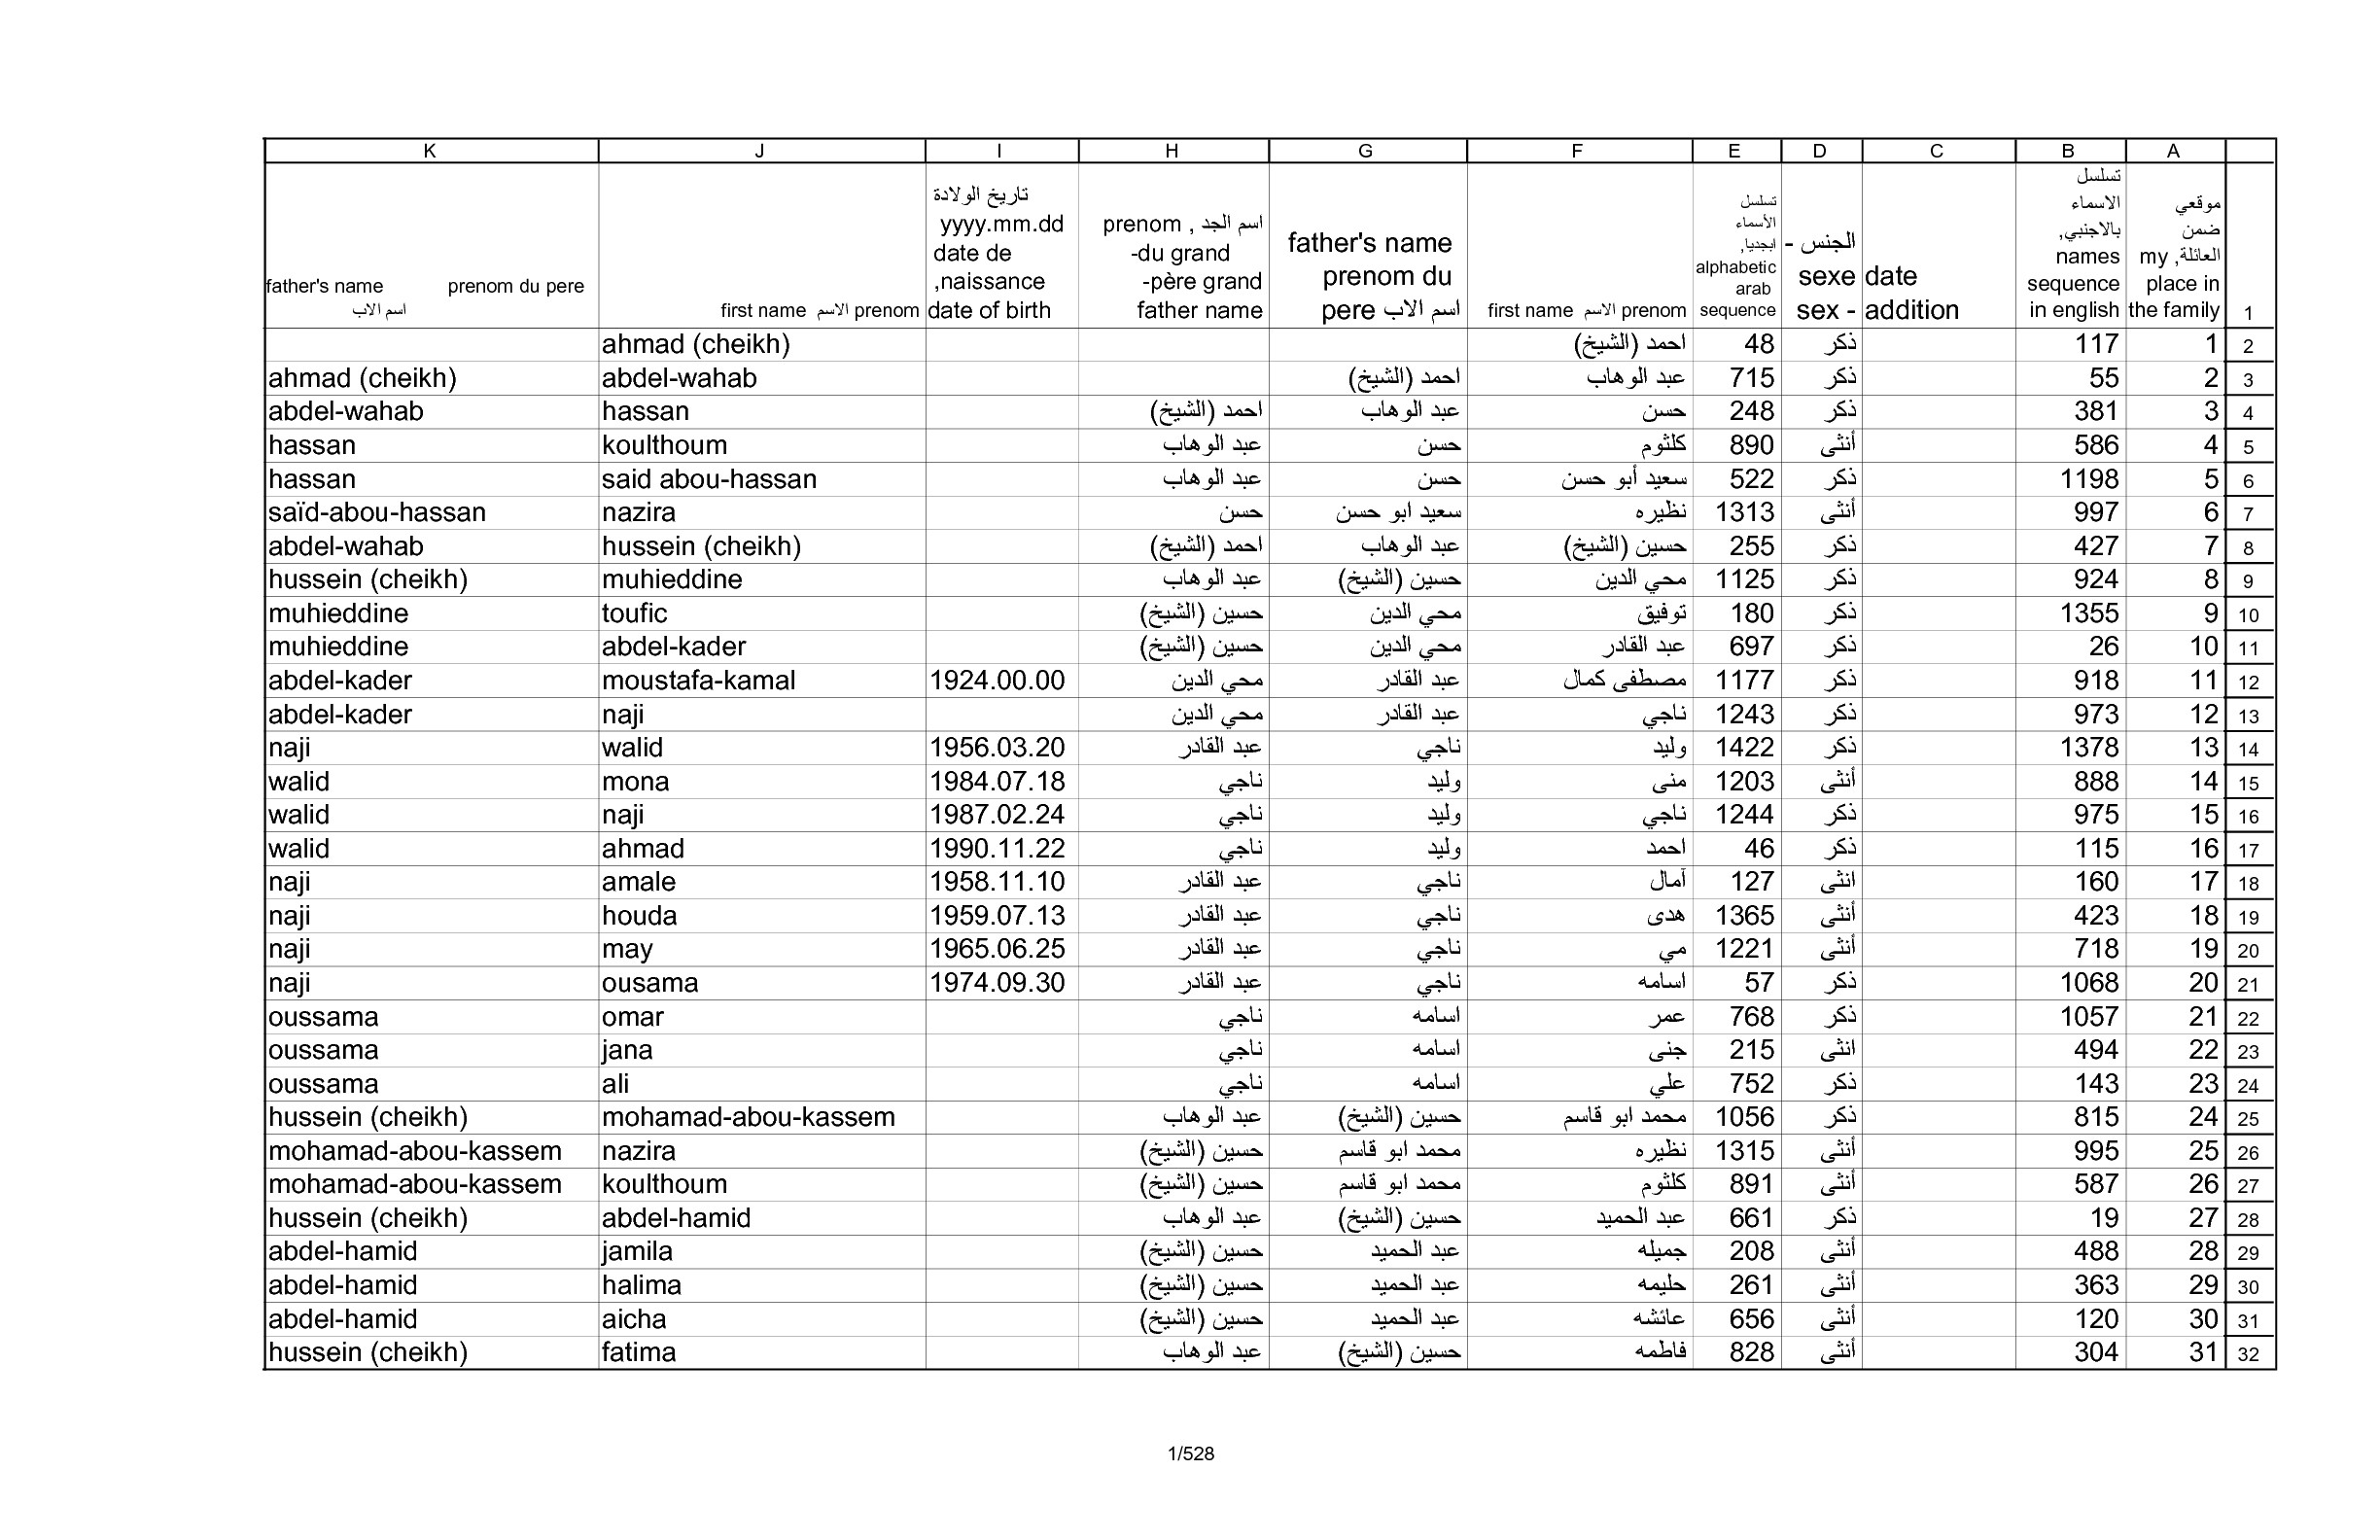 K J I H G F E D C B A
father's name prenom du pere
اسم الاب
first name الاسم prenom
تاريخ الولادة
yyyy.mm.dd
date de
,naissance
date of birth
prenom , اسم الجد
-du grand
-père grand
father name
father's name
prenom du
pere اسم الاب
first name الاسم prenom
تسلسل
الأسماء
ابجديا,
alphabetic
arab
sequence
الجنس -
sexe
sex -
date
addition
تسلسل
الاسماء
بالاجنبي,
names
sequence
in english
موقعي
ضمن
العائلة, my
place in
the family
1
ahmad (cheikh) احمد (الشيخ) 48 ذكر 117 1 2
ahmad (cheikh) abdel-wahab احمد (الشيخ) عبد الوهاب 715 ذكر 55 2 3
abdel-wahab hassan احمد (الشيخ) عبد الوهاب حسن 248 ذكر 381 3 4
hassan koulthoum عبد الوهاب حسن كلثوم 890 أنثى 586 4 5
hassan said abou-hassan عبد الوهاب حسن سعيد أبو حسن 522 ذكر 1198 5 6
saïd-abou-hassan nazira حسن سعيد ابو حسن نظيره 1313 أنثى 997 6 7
abdel-wahab hussein (cheikh) احمد (الشيخ) عبد الوهاب حسين (الشيخ) 255 ذكر 427 7 8
hussein (cheikh) muhieddine عبد الوهاب حسين (الشيخ) محي الدين 1125 ذكر 924 8 9
muhieddine toufic حسين (الشيخ) محي الدين توفيق 180 ذكر 1355 9 10
muhieddine abdel-kader حسين (الشيخ) محي الدين عبد القادر 697 ذكر 26 10 11
abdel-kader moustafa-kamal 1924.00.00 محي الدين عبد القادر مصطفى كمال 1177 ذكر 918 11 12
abdel-kader naji محي الدين عبد القادر ناجي 1243 ذكر 973 12 13
naji walid 1956.03.20 عبد القادر ناجي وليد 1422 ذكر 1378 13 14
walid mona 1984.07.18 ناجي وليد منى 1203 أنثى 888 14 15
walid naji 1987.02.24 ناجي وليد ناجي 1244 ذكر 975 15 16
walid ahmad 1990.11.22 ناجي وليد احمد 46 ذكر 115 16 17
naji amale 1958.11.10 عبد القادر ناجي آمال 127 انثى 160 17 18
naji houda 1959.07.13 عبد القادر ناجي هدى 1365 أنثى 423 18 19
naji may 1965.06.25 عبد القادر ناجي مي 1221 أنثى 718 19 20
naji ousama 1974.09.30 عبد القادر ناجي اسامه 57 ذكر 1068 20 21
oussama omar ناجي اسامه عمر 768 ذكر 1057 21 22
oussama jana ناجي اسامه جنى 215 انثى 494 22 23
oussama ali ناجي اسامه علي 752 ذكر 143 23 24
hussein (cheikh) mohamad-abou-kassem عبد الوهاب حسين (الشيخ) محمد ابو قاسم 1056 ذكر 815 24 25
mohamad-abou-kassem nazira حسين (الشيخ) محمد ابو قاسم نظيره 1315 أنثى 995 25 26
mohamad-abou-kassem koulthoum حسين (الشيخ) محمد ابو قاسم كلثوم 891 أنثى 587 26 27
hussein (cheikh) abdel-hamid عبد الوهاب حسين (الشيخ) عبد الحميد 661 ذكر 19 27 28
abdel-hamid jamila حسين (الشيخ) عبد الحميد جميله 208 أنثى 488 28 29
abdel-hamid halima حسين (الشيخ) عبد الحميد حليمه 261 أنثى 363 29 30
abdel-hamid aicha حسين (الشيخ) عبد الحميد عائشه 656 أنثى 120 30 31
hussein (cheikh) fatima عبد الوهاب حسين (الشيخ) فاطمه 828 أنثى 304 31 32
1/528